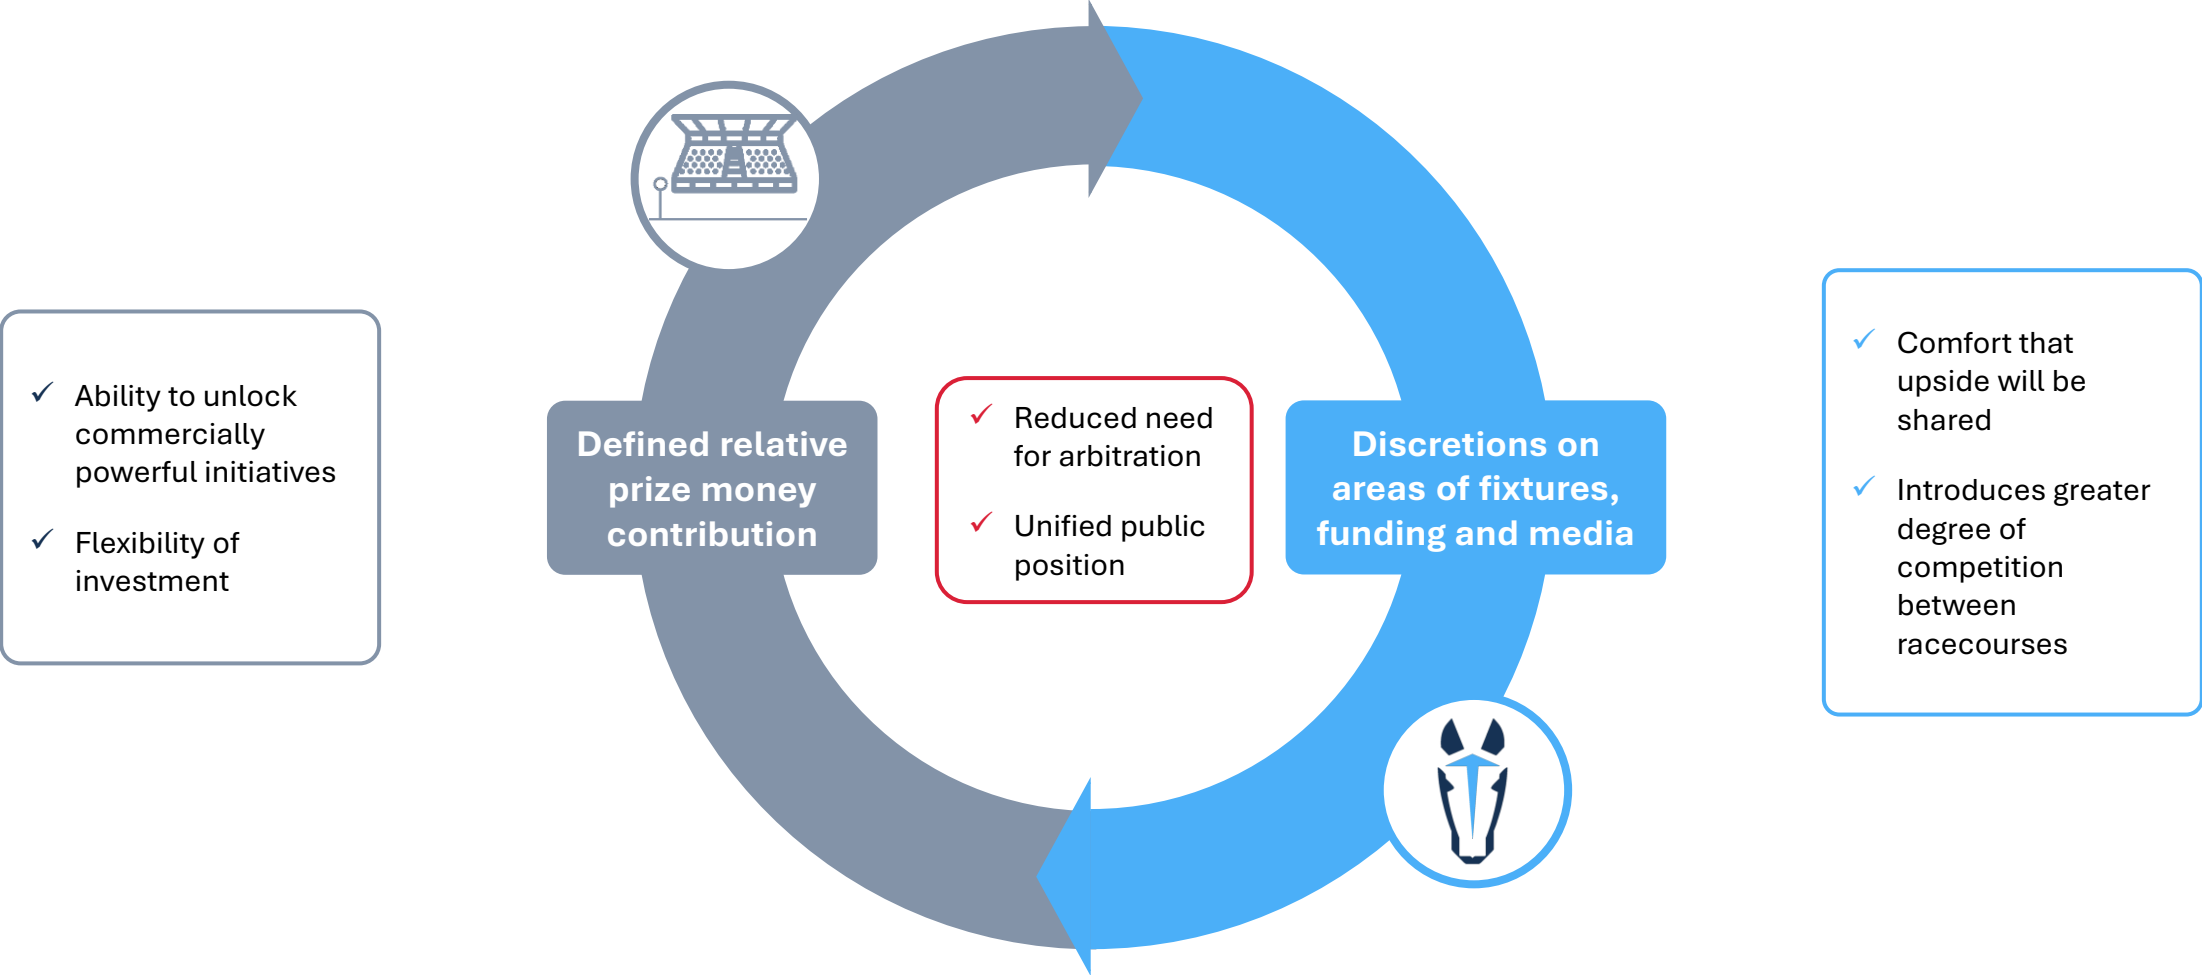 Ability to unlock
commercially
powerful initiatives
Flexibility of
investment
Defined relative
prize money
contribution
Reduced need
for arbitration
Unified public
position
Discretions on
areas of fixtures,
funding and media
Comfort that
upside will be
shared
Introduces greater
degree of
competition
between
racecourses